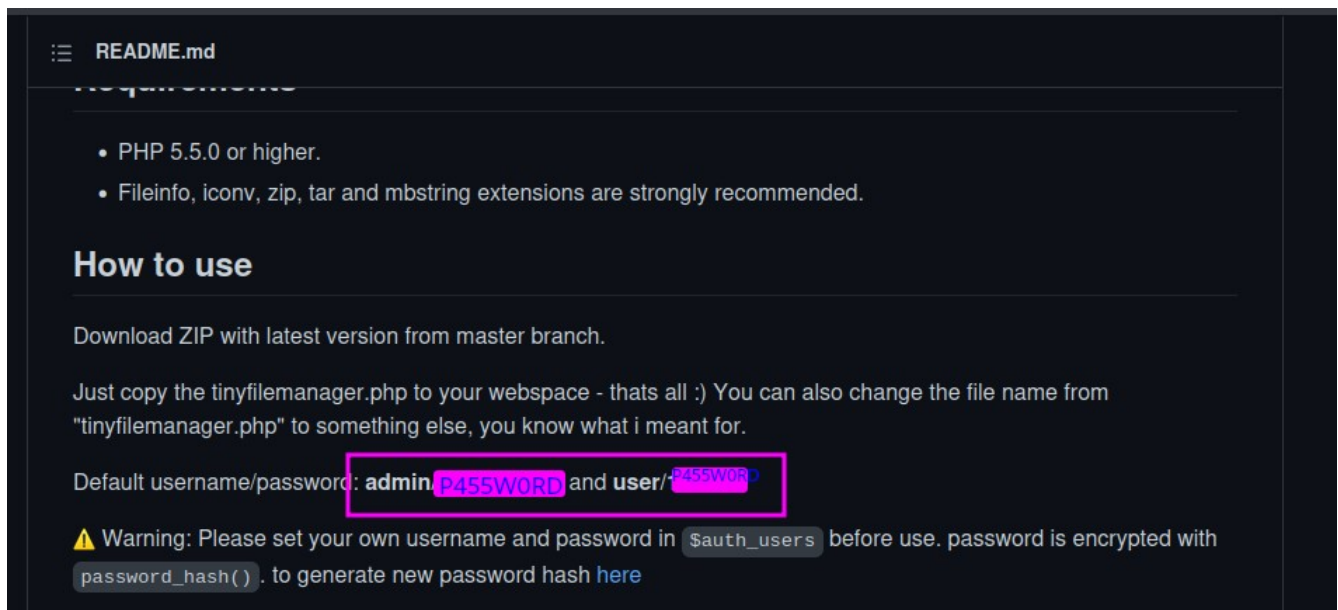 README.md
Requirements
PHP 5.5.0 or higher.
Fileinfo, iconv, zip, tar and mbstring extensions are strongly recommended.
How to use
Download ZIP with latest version from master branch.
Just copy the tinyfilemanager.php to your webspace - thats all :) You can also change the file name from
"tinyfilemanager.php" to something else, you know what i meant for.
Default username/password: admin/P455W0RD and user/P455W0RD
Warning: Please set your own username and password in $auth_users before use. password is encrypted with
password_hash() . to generate new password hash here